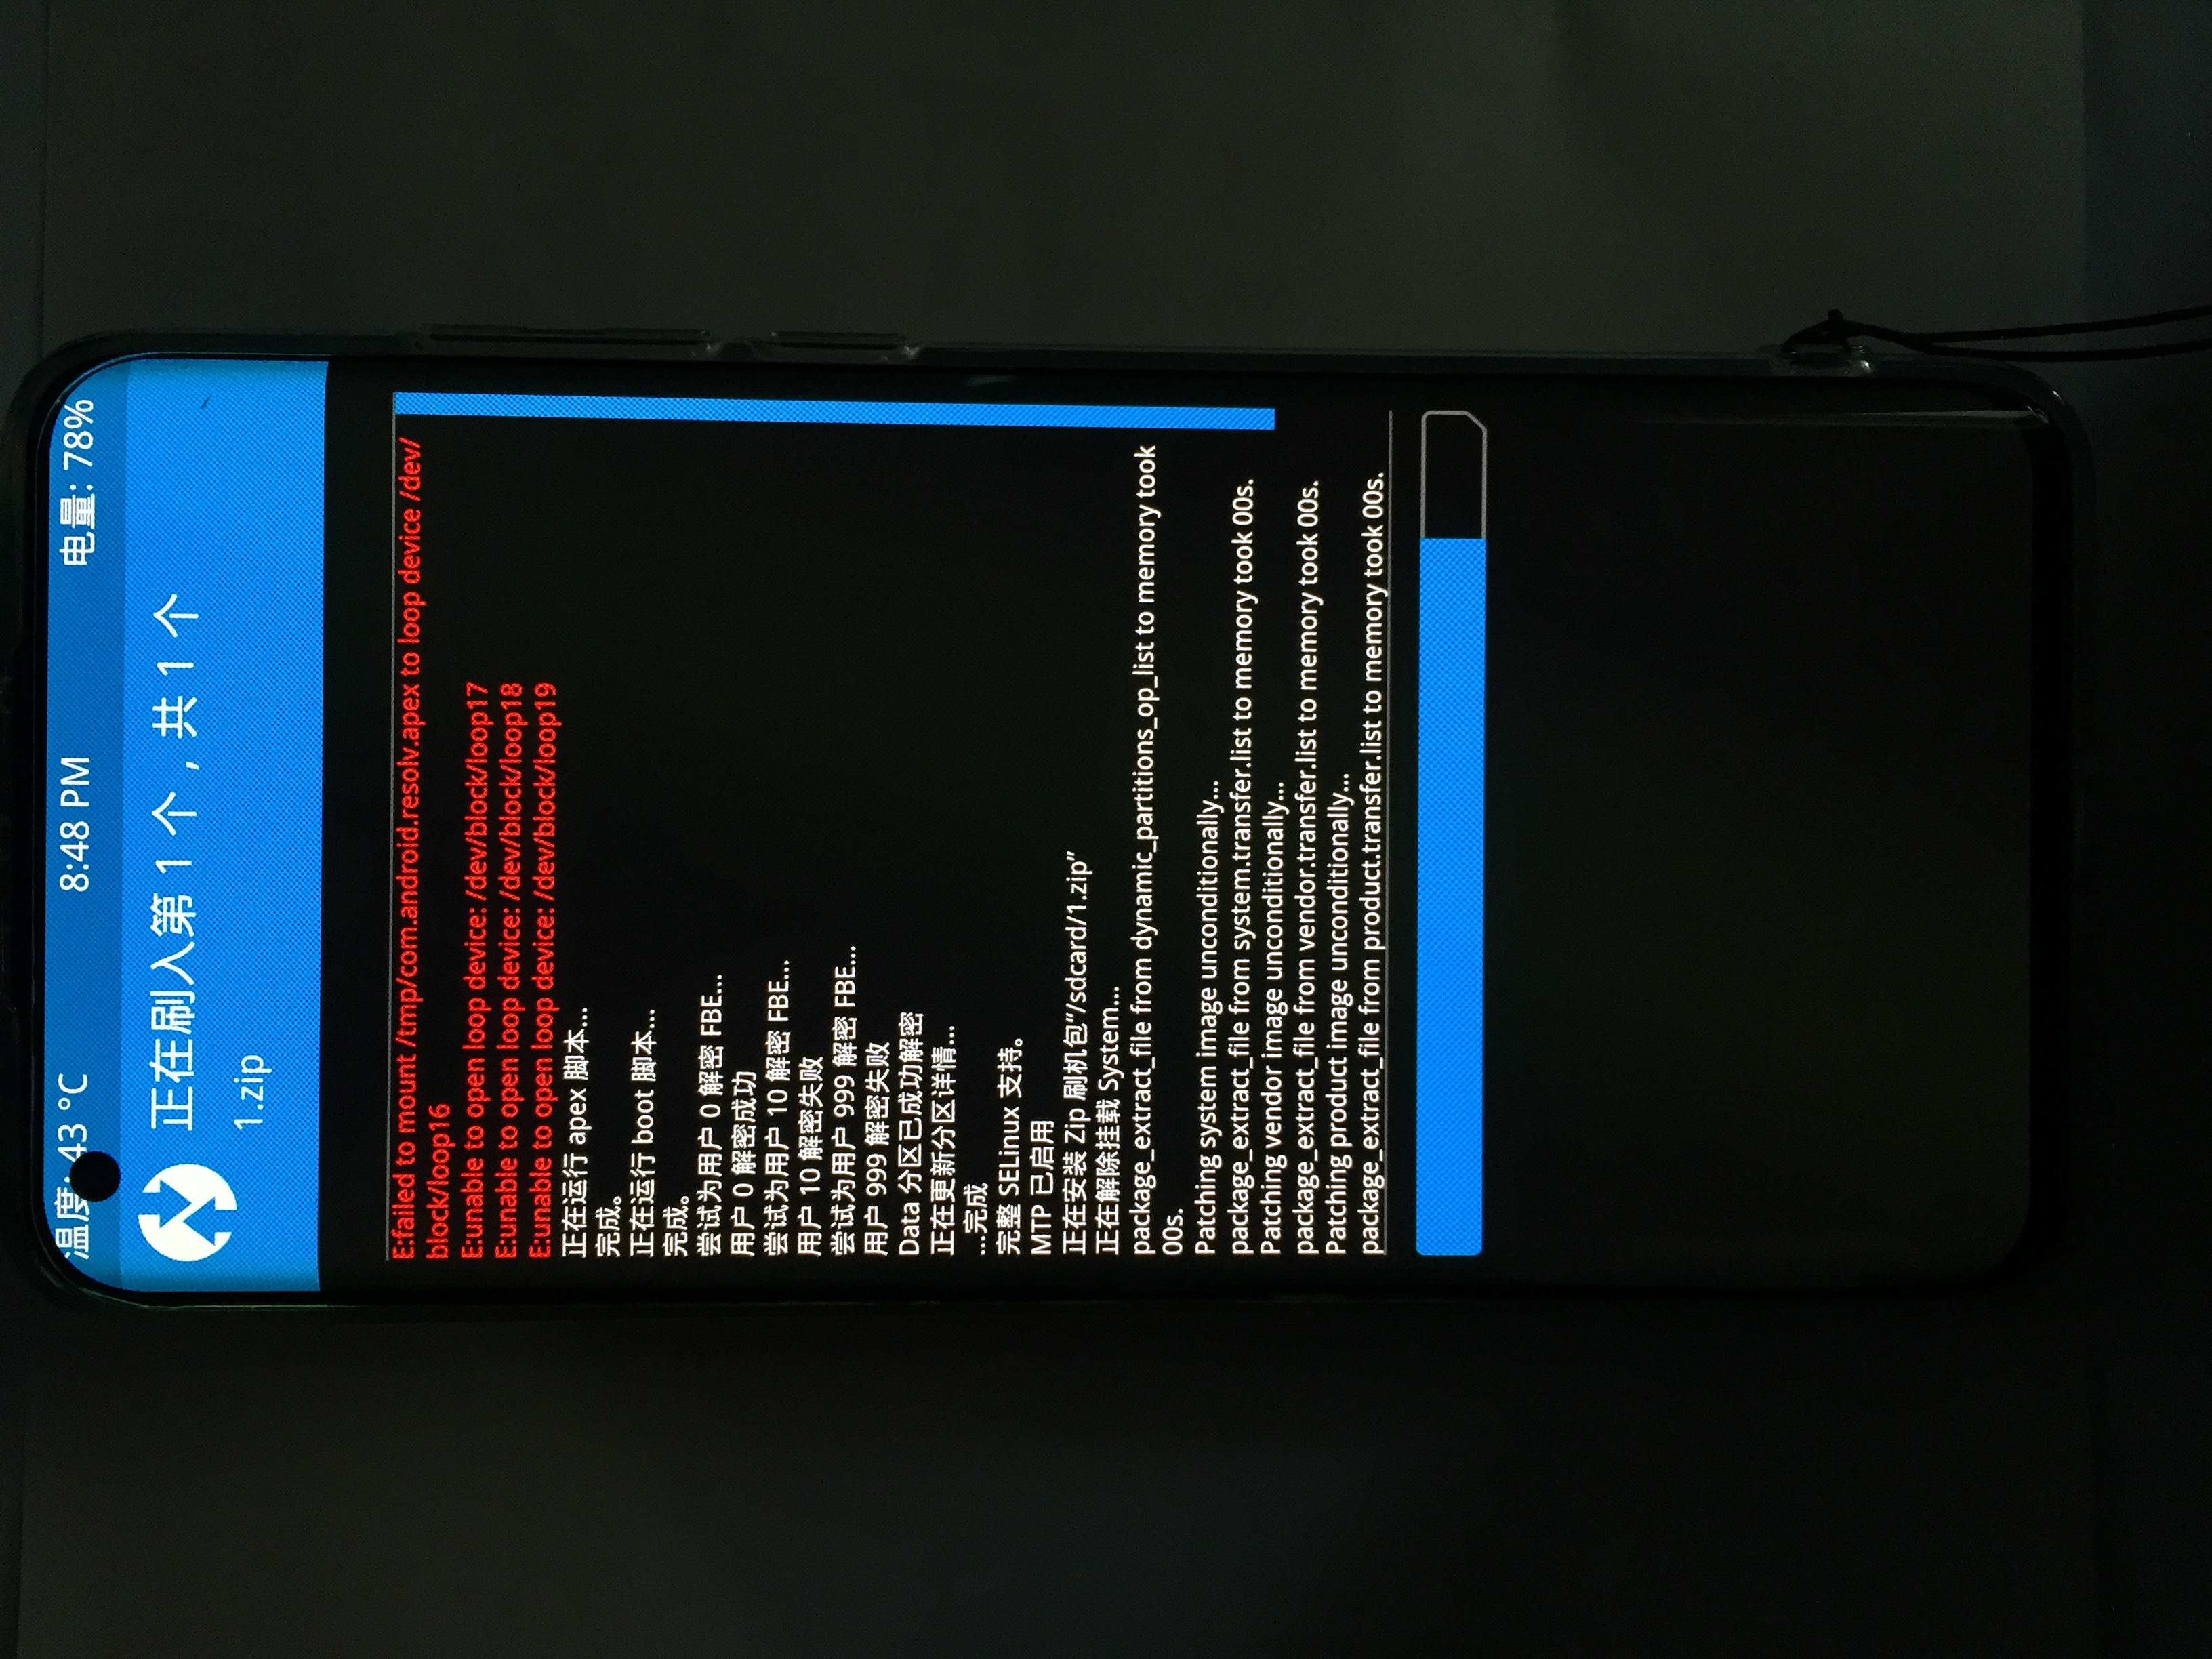 温度: 43 °C
8:48 PM
电量: 78%
正在刷入第 1 个，共 1 个
1.zip
E:failed to mount /tmp/com.android.resolv.apex to loop device /dev/
block/loop16
E:unable to open loop device: /dev/block/loop17
E:unable to open loop device: /dev/block/loop18
E:unable to open loop device: /dev/block/loop19
正在运行 apex 脚本...
完成。
正在运行 boot 脚本...
完成。
尝试为用户 0 解密 FBE...
用户 0 解密成功
尝试为用户 10 解密 FBE...
用户 10 解密失败
尝试为用户 999 解密 FBE...
用户 999 解密失败
Data 分区已成功解密
正在更新分区详情...
...完成
完整 SELinux 支持。
MTP 已启用
正在安装 Zip 刷机包“/sdcard/1.zip”
正在解除挂载 System...
package_extract_file from dynamic_partitions_op_list to memory took
00s.
Patching system image unconditionally...
package_extract_file from system.transfer.list to memory took 00s.
Patching vendor image unconditionally...
package_extract_file from vendor.transfer.list to memory took 00s.
Patching product image unconditionally...
package_extract_file from product.transfer.list to memory took 00s.